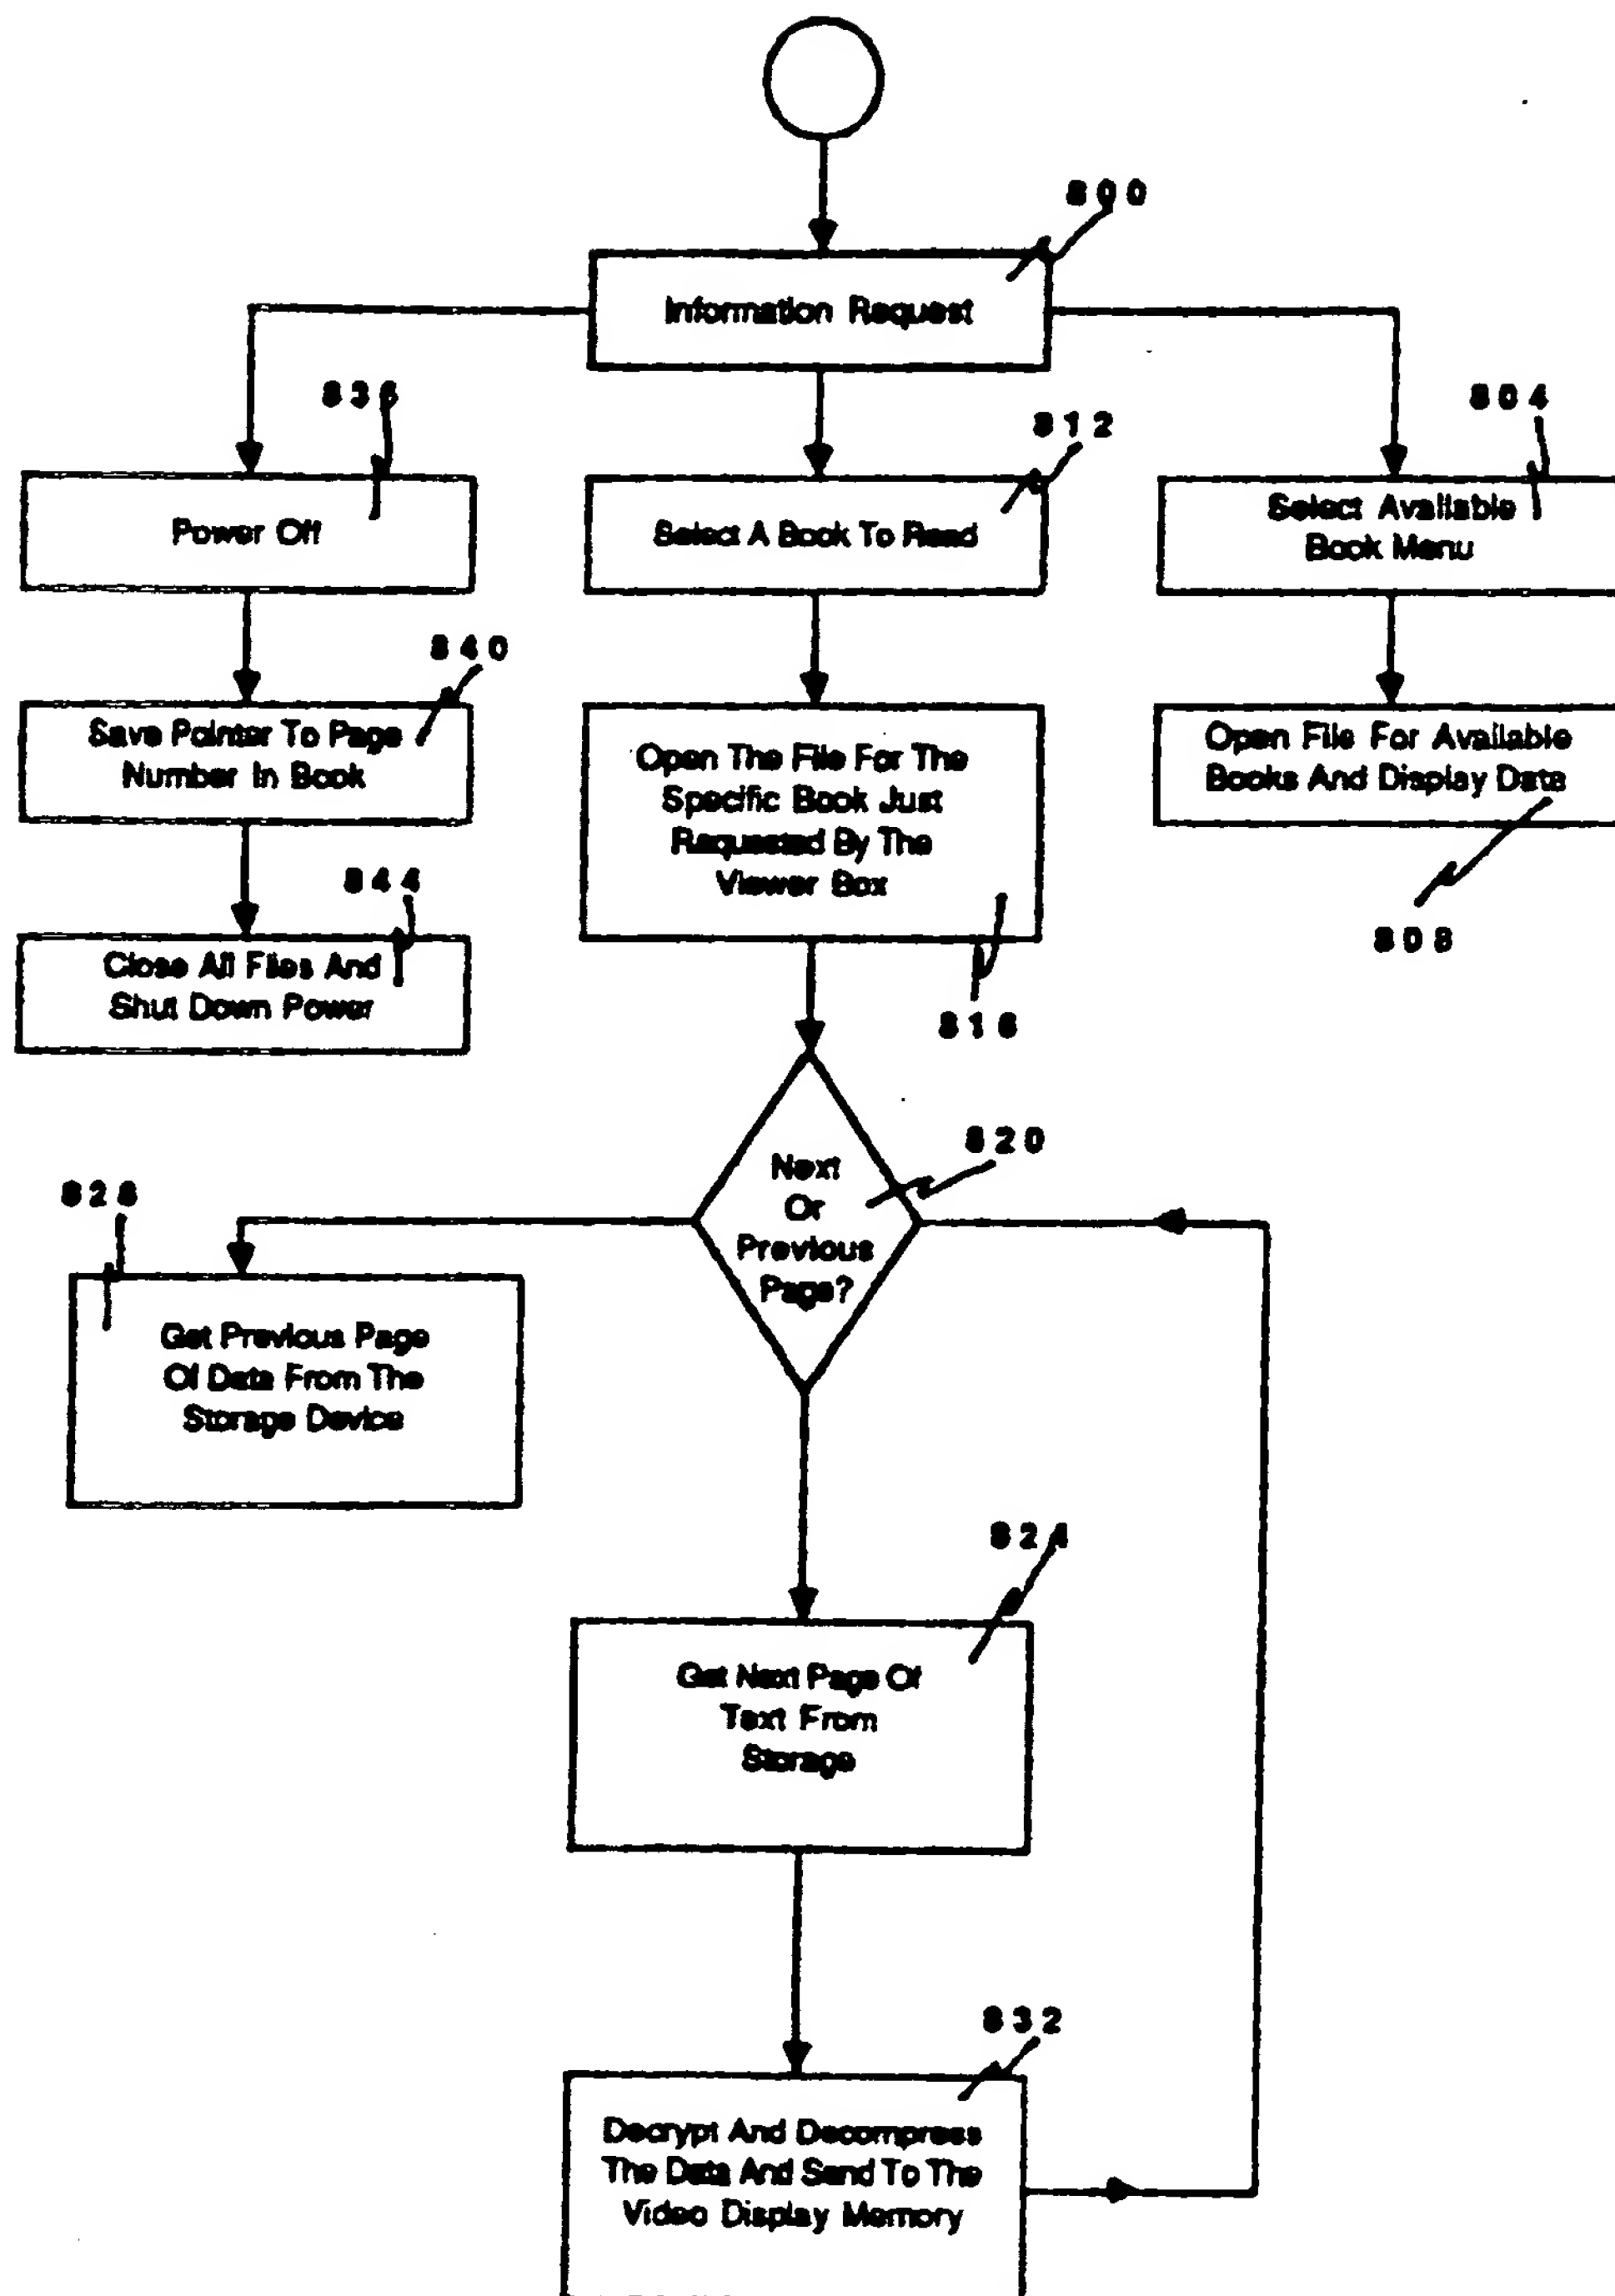 800
Information Request
836
812
804
Power Off
Select A Book To Read
Select Available
Book Menu
840
Save Pointer To Page
Number In Book
Open The File For The
Specific Book Just
Requested By The
Viewer Box
Open File For Available
Books And Display Data
844
Close All Files And
Shut Down Power
808
816
820
Next
Or
Previous
Page?
828
Get Previous Page
Of Data From The
Storage Device
824
Get Next Page Of
Text From
Storage
832
Decrypt And Decompress
The Data And Send To The
Video Display Memory